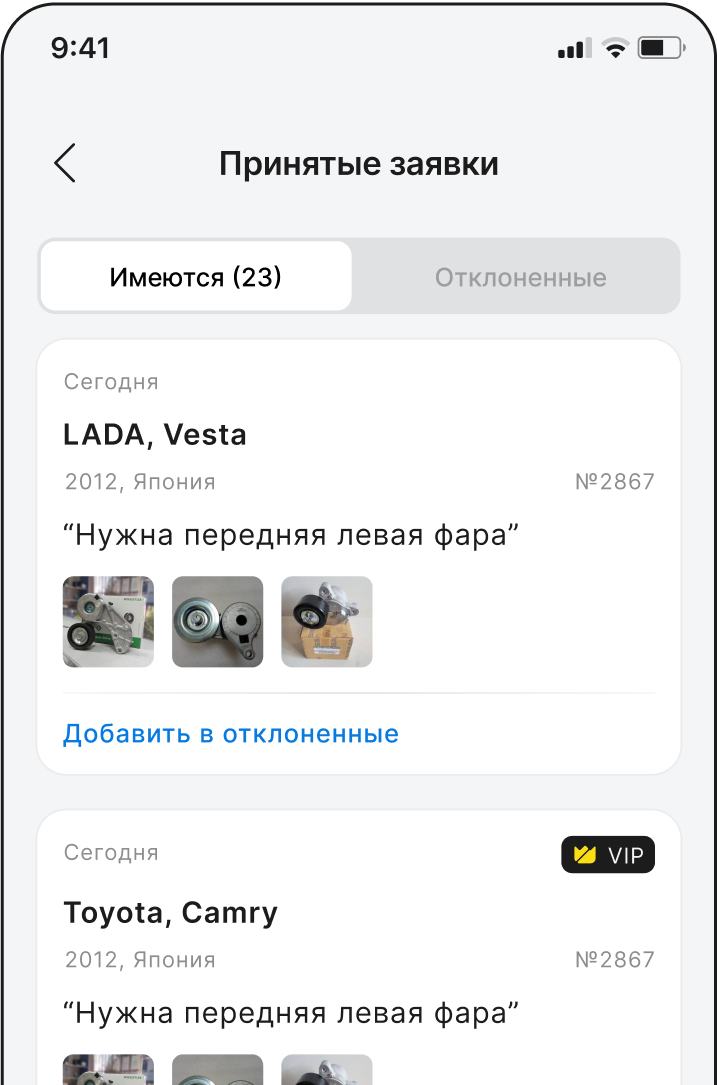 9:41
Принятые заявки
Имеются (23)
Отклоненные
Сегодня
LADA, Vesta
2012, Япония
№2867
“Нужна передняя левая фара”
Добавить в отклоненные
Сегодня
VIP
Toyota, Camry
2012, Япония
№2867
“Нужна передняя левая фара”